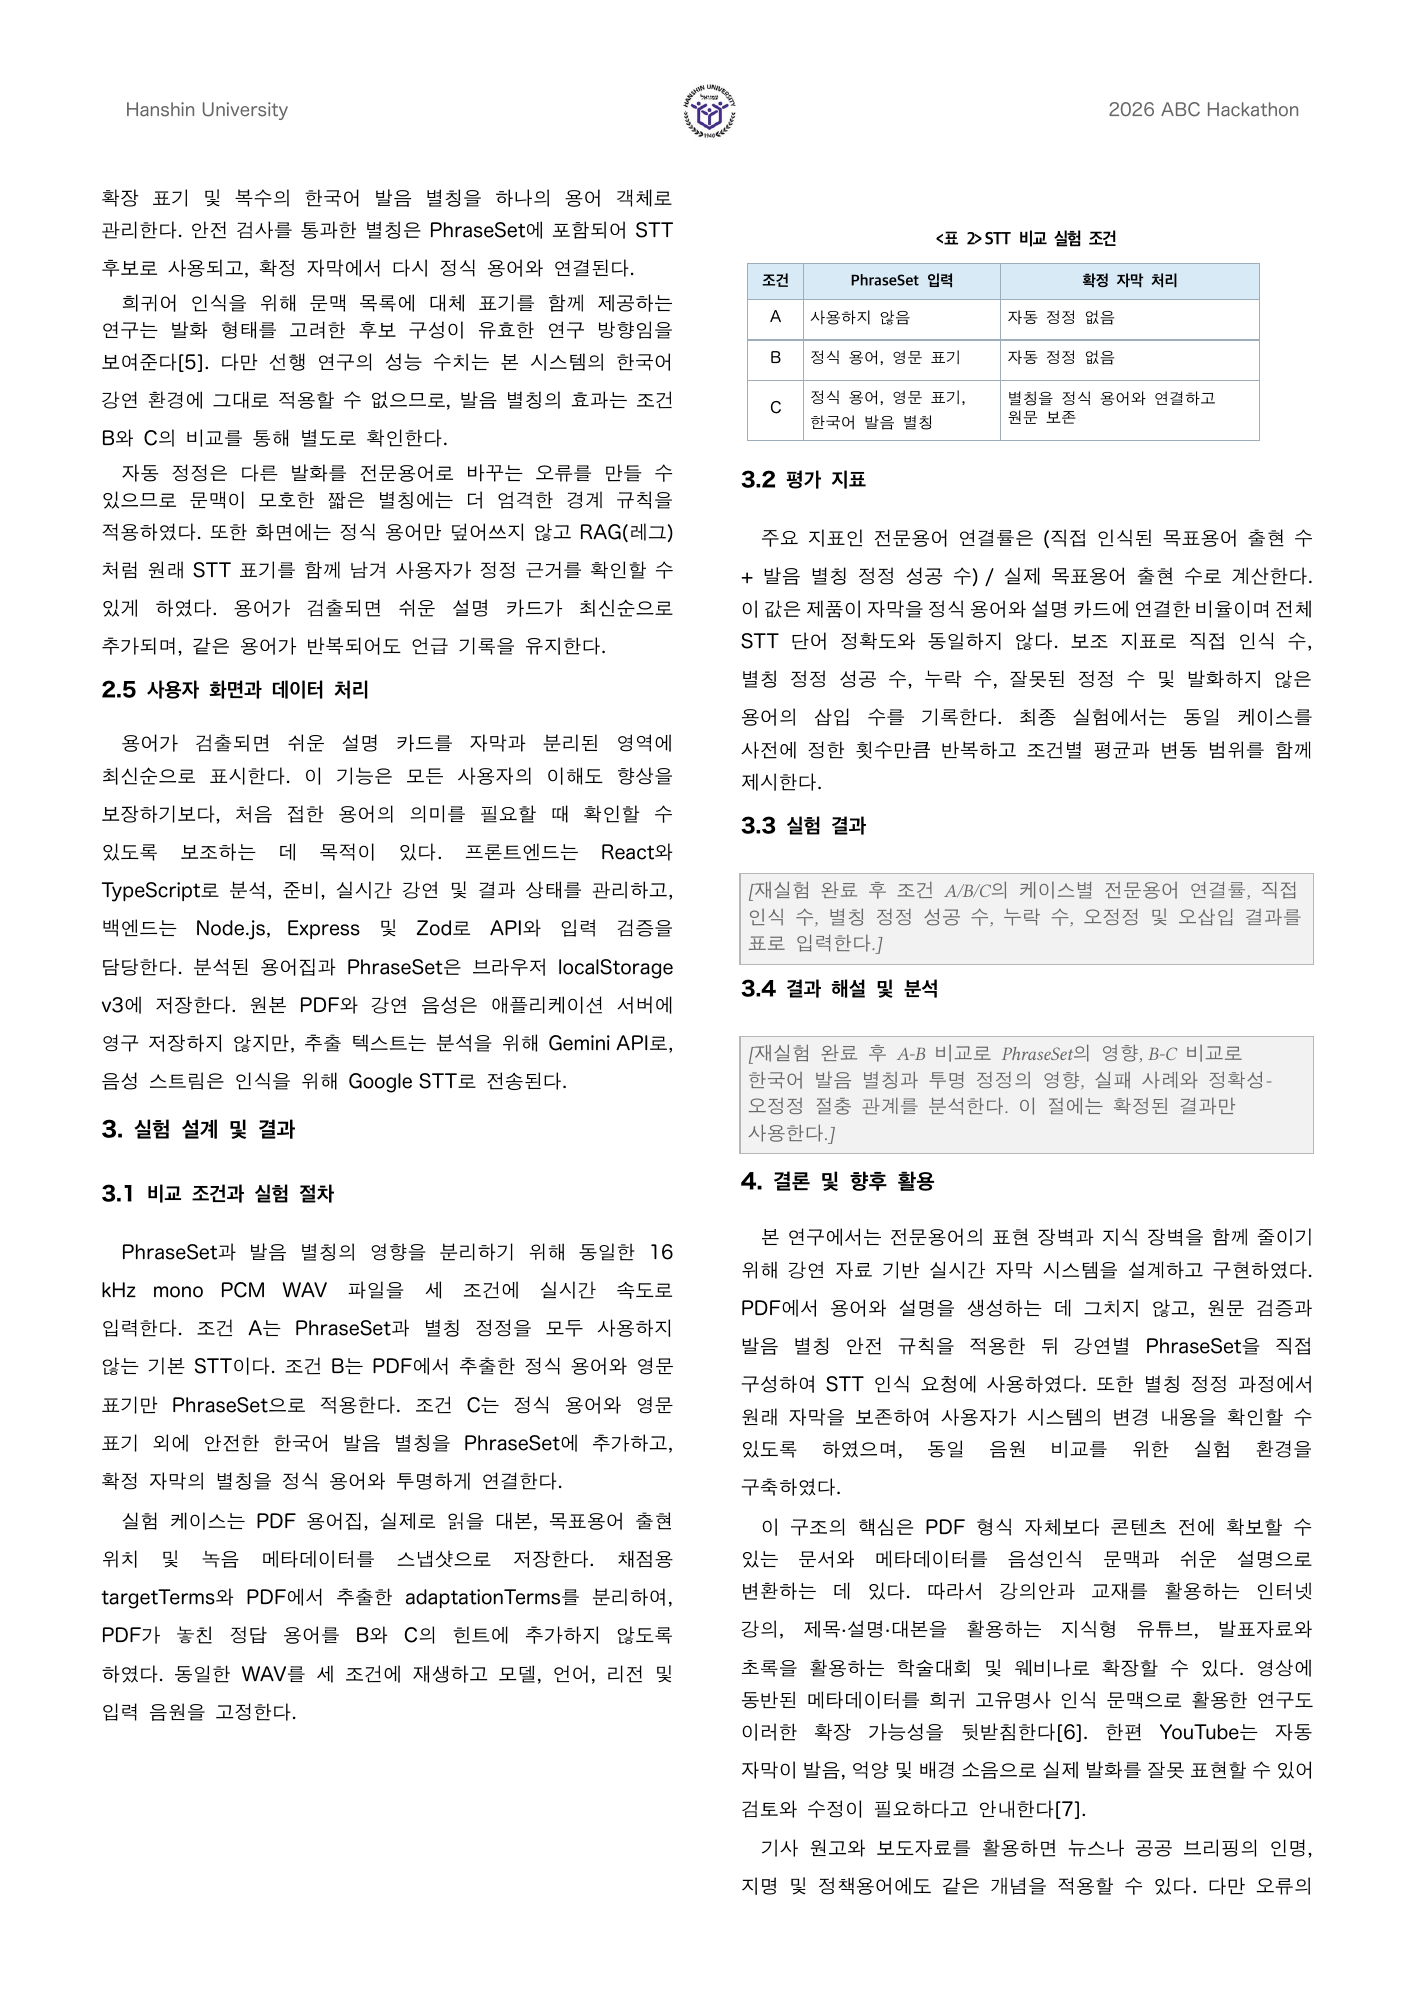 Hanshin University
HANSHIN UNIVERSITY
1940
2026 ABC Hackathon
확장 표기 및 복수의 한국어 발음 별칭을 하나의 용어 객체로
관리한다. 안전 검사를 통과한 별칭은 PhraseSet에 포함되어 STT
후보로 사용되고, 확정 자막에서 다시 정식 용어와 연결된다.
희귀어 인식을 위해 문맥 목록에 대체 표기를 함께 제공하는
연구는 발화 형태를 고려한 후보 구성이 유효한 연구 방향임을
보여준다[5]. 다만 선행 연구의 성능 수치는 본 시스템의 한국어
강연 환경에 그대로 적용할 수 없으므로, 발음 별칭의 효과는 조건
B와 C의 비교를 통해 별도로 확인한다.
자동 정정은 다른 발화를 전문용어로 바꾸는 오류를 만들 수
있으므로 문맥이 모호한 짧은 별칭에는 더 엄격한 경계 규칙을
적용하였다. 또한 화면에는 정식 용어만 덮어쓰지 않고 RAG(레그)
처럼 원래 STT 표기를 함께 남겨 사용자가 정정 근거를 확인할 수
있게 하였다. 용어가 검출되면 쉬운 설명 카드가 최신순으로
추가되며, 같은 용어가 반복되어도 언급 기록을 유지한다.
2.5 사용자 화면과 데이터 처리
용어가 검출되면 쉬운 설명 카드를 자막과 분리된 영역에
최신순으로 표시한다. 이 기능은 모든 사용자의 이해도 향상을
보장하기보다, 처음 접한 용어의 의미를 필요할 때 확인할 수
있도록 보조하는 데 목적이 있다. 프론트엔드는 React와
TypeScript로 분석, 준비, 실시간 강연 및 결과 상태를 관리하고,
백엔드는 Node.js, Express 및 Zod로 API와 입력 검증을
담당한다. 분석된 용어집과 PhraseSet은 브라우저 localStorage
v3에 저장한다. 원본 PDF와 강연 음성은 애플리케이션 서버에
영구 저장하지 않지만, 추출 텍스트는 분석을 위해 Gemini API로,
음성 스트림은 인식을 위해 Google STT로 전송된다.
3. 실험 설계 및 결과
3.1 비교 조건과 실험 절차
PhraseSet과 발음 별칭의 영향을 분리하기 위해 동일한 16
kHz mono PCM WAV 파일을 세 조건에 실시간 속도로
입력한다. 조건 A는 PhraseSet과 별칭 정정을 모두 사용하지
않는 기본 STT이다. 조건 B는 PDF에서 추출한 정식 용어와 영문
표기만 PhraseSet으로 적용한다. 조건 C는 정식 용어와 영문
표기 외에 안전한 한국어 발음 별칭을 PhraseSet에 추가하고,
확정 자막의 별칭을 정식 용어와 투명하게 연결한다.
실험 케이스는 PDF 용어집, 실제로 읽을 대본, 목표용어 출현
위치 및 녹음 메타데이터를 스냅샷으로 저장한다. 채점용
targetTerms와 PDF에서 추출한 adaptationTerms를 분리하여,
PDF가 놓친 정답 용어를 B와 C의 힌트에 추가하지 않도록
하였다. 동일한 WAV를 세 조건에 재생하고 모델, 언어, 리전 및
입력 음원을 고정한다.
<표 2>STT 비교 실험 조건
조건 PhraseSet 입력 확정 자막 처리
A 사용하지 않음 자동 정정 없음
B 정식 용어, 영문 표기 자동 정정 없음
C 정식 용어, 영문 표기, 한국어 발음 별칭 별칭을 정식 용어와 연결하고 원문 보존
3.2 평가 지표
주요 지표인 전문용어 연결률은 (직접 인식된 목표용어 출현 수
+ 발음 별칭 정정 성공 수) / 실제 목표용어 출현 수로 계산한다.
이 값은 제품이 자막을 정식 용어와 설명 카드에 연결한 비율이며 전체
STT 단어 정확도와 동일하지 않다. 보조 지표로 직접 인식 수,
별칭 정정 성공 수, 누락 수, 잘못된 정정 수 및 발화하지 않은
용어의 삽입 수를 기록한다. 최종 실험에서는 동일 케이스를
사전에 정한 횟수만큼 반복하고 조건별 평균과 변동 범위를 함께
제시한다.
3.3 실험 결과
[재실험 완료 후 조건 A/B/C의 케이스별 전문용어 연결률, 직접
인식 수, 별칭 정정 성공 수, 누락 수, 오정정 및 오삽입 결과를
표로 입력한다.]
3.4 결과 해설 및 분석
[재실험 완료 후 A-B 비교로 PhraseSet의 영향, B-C 비교로
한국어 발음 별칭과 투명 정정의 영향, 실패 사례와 정확성-
오정정 절충 관계를 분석한다. 이 절에는 확정된 결과만
사용한다.]
4. 결론 및 향후 활용
본 연구에서는 전문용어의 표현 장벽과 지식 장벽을 함께 줄이기
위해 강연 자료 기반 실시간 자막 시스템을 설계하고 구현하였다.
PDF에서 용어와 설명을 생성하는 데 그치지 않고, 원문 검증과
발음 별칭 안전 규칙을 적용한 뒤 강연별 PhraseSet을 직접
구성하여 STT 인식 요청에 사용하였다. 또한 별칭 정정 과정에서
원래 자막을 보존하여 사용자가 시스템의 변경 내용을 확인할 수
있도록 하였으며, 동일 음원 비교를 위한 실험 환경을
구축하였다.
이 구조의 핵심은 PDF 형식 자체보다 콘텐츠 전에 확보할 수
있는 문서와 메타데이터를 음성인식 문맥과 쉬운 설명으로
변환하는 데 있다. 따라서 강의안과 교재를 활용하는 인터넷
강의, 제목·설명·대본을 활용하는 지식형 유튜브, 발표자료와
초록을 활용하는 학술대회 및 웨비나로 확장할 수 있다. 영상에
동반된 메타데이터를 희귀 고유명사 인식 문맥으로 활용한 연구도
이러한 확장 가능성을 뒷받침한다[6]. 한편 YouTube는 자동
자막이 발음, 억양 및 배경 소음으로 실제 발화를 잘못 표현할 수 있어
검토와 수정이 필요하다고 안내한다[7].
기사 원고와 보도자료를 활용하면 뉴스나 공공 브리핑의 인명,
지명 및 정책용어에도 같은 개념을 적용할 수 있다. 다만 오류의